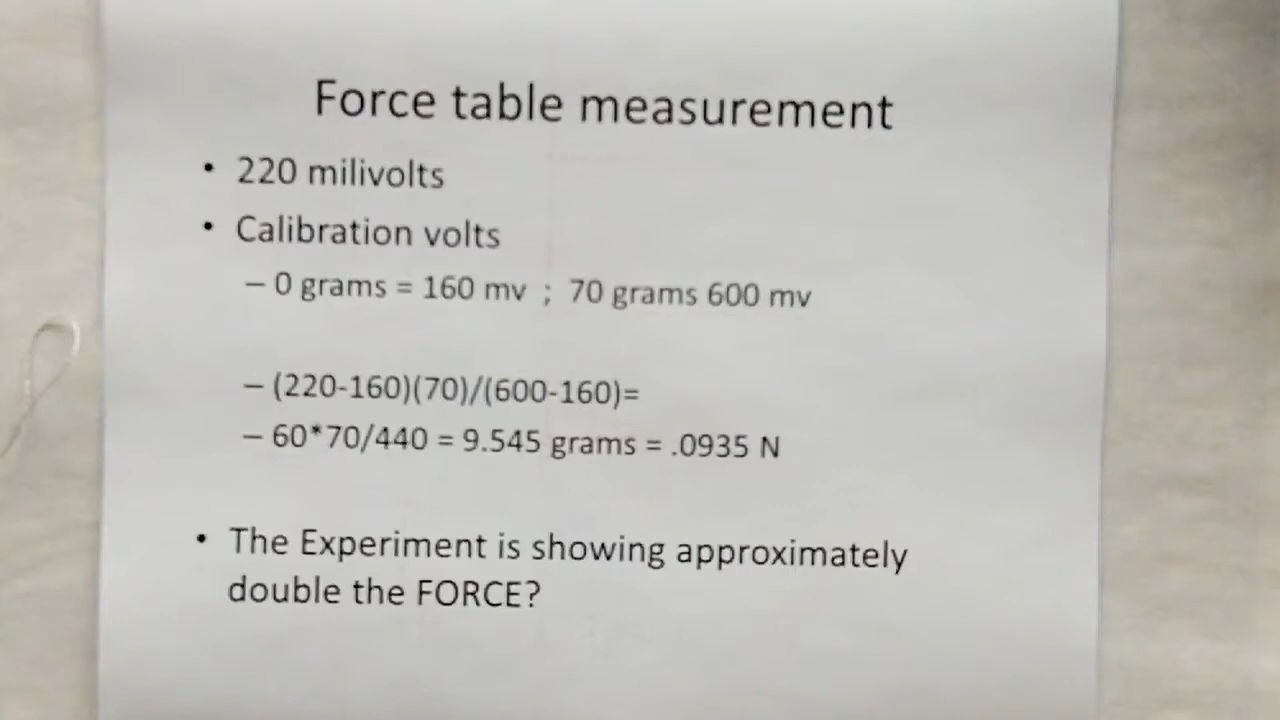 Force table measurement
• 220 milivolts
• Calibration volts
– 0 grams = 160 mv ; 70 grams 600 mv
– (220-160)(70)/(600-160)=
– 60*70/440 = 9.545 grams = .0935 N
• The Experiment is showing approximately
double the FORCE?